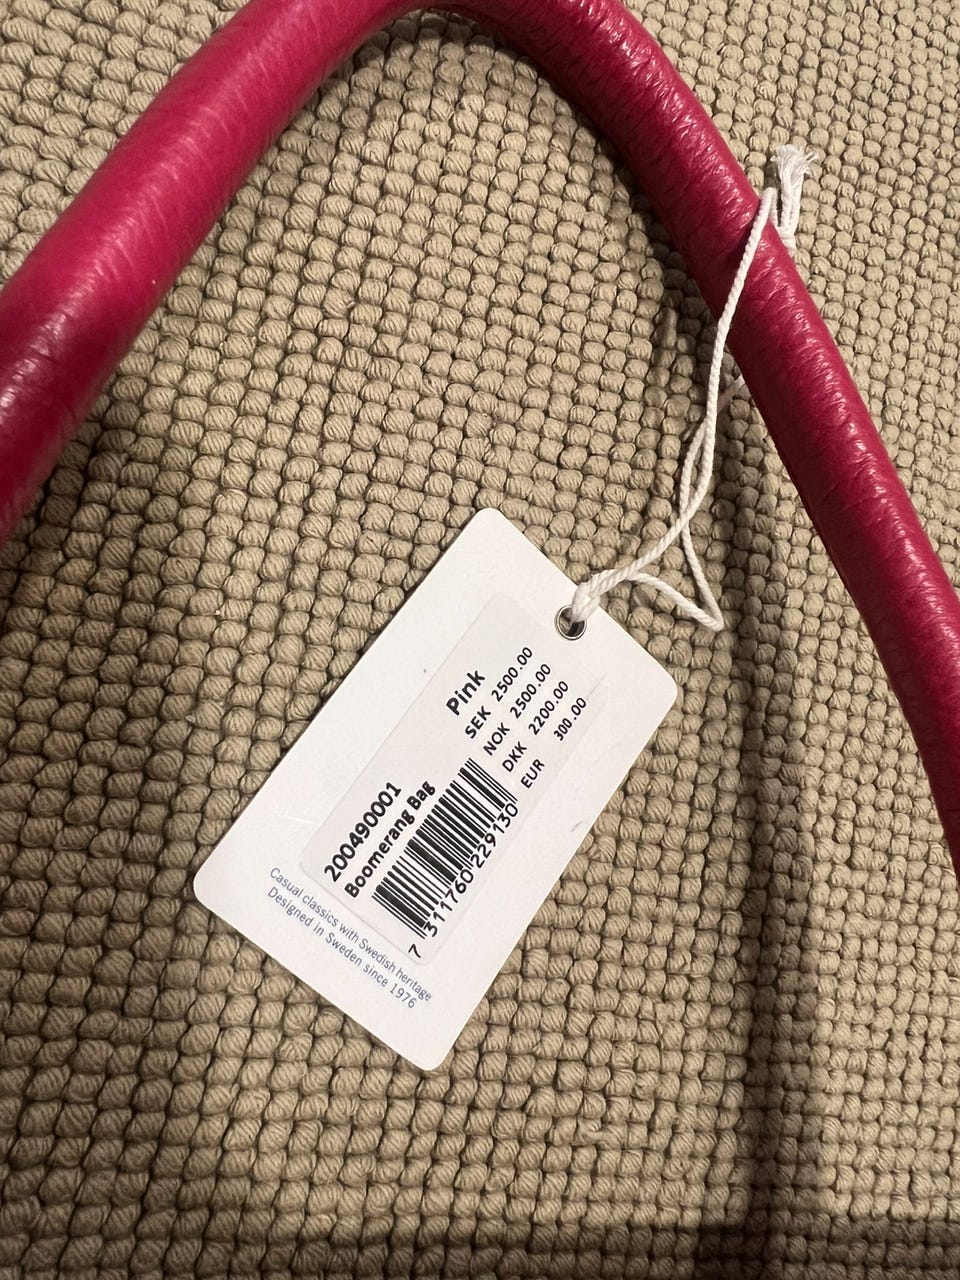 Pink
SEK 2500.00
NOK 2500.00
DKK 2200.00
EUR 300.00
200490001
Boomerang Bag
7 311760 229130
Casual classics with Swedish heritage
Designed in Sweden since 1976